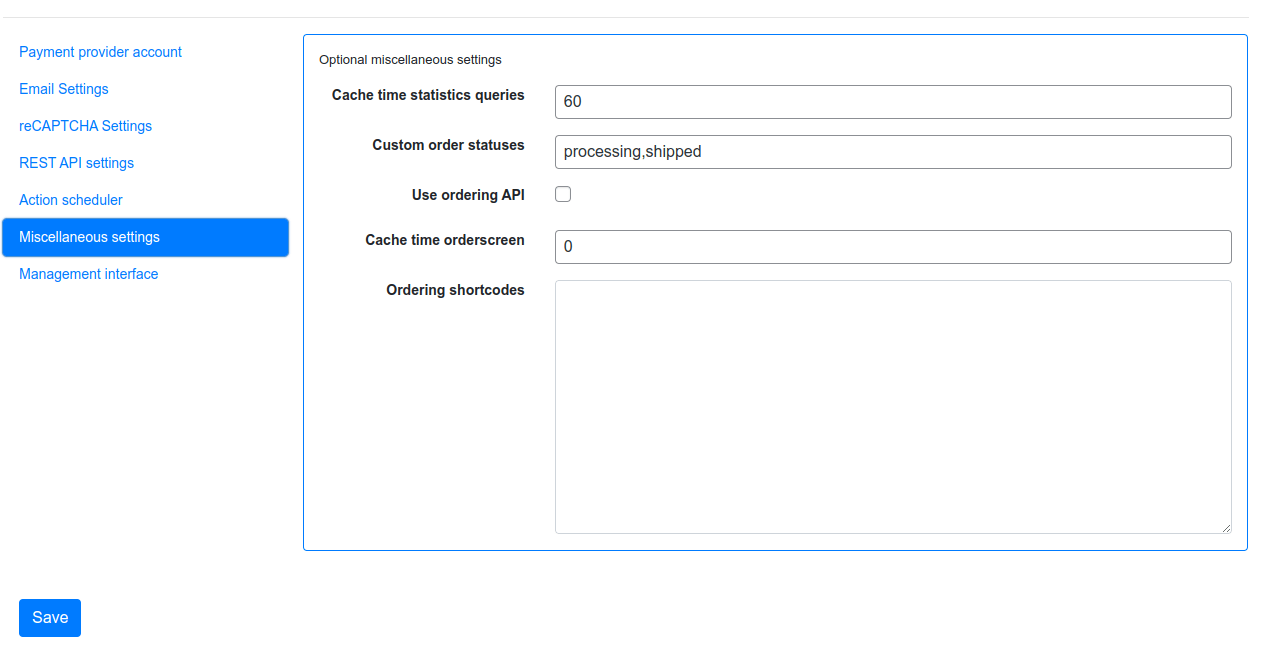 Payment provider account
Email Settings
reCAPTCHA Settings
REST API settings
Action scheduler
Miscellaneous settings
Management interface
Optional miscellaneous settings
Cache time statistics queries 60
Custom order statuses processing,shipped
Use ordering API
Cache time orderscreen 0
Ordering shortcodes
Save